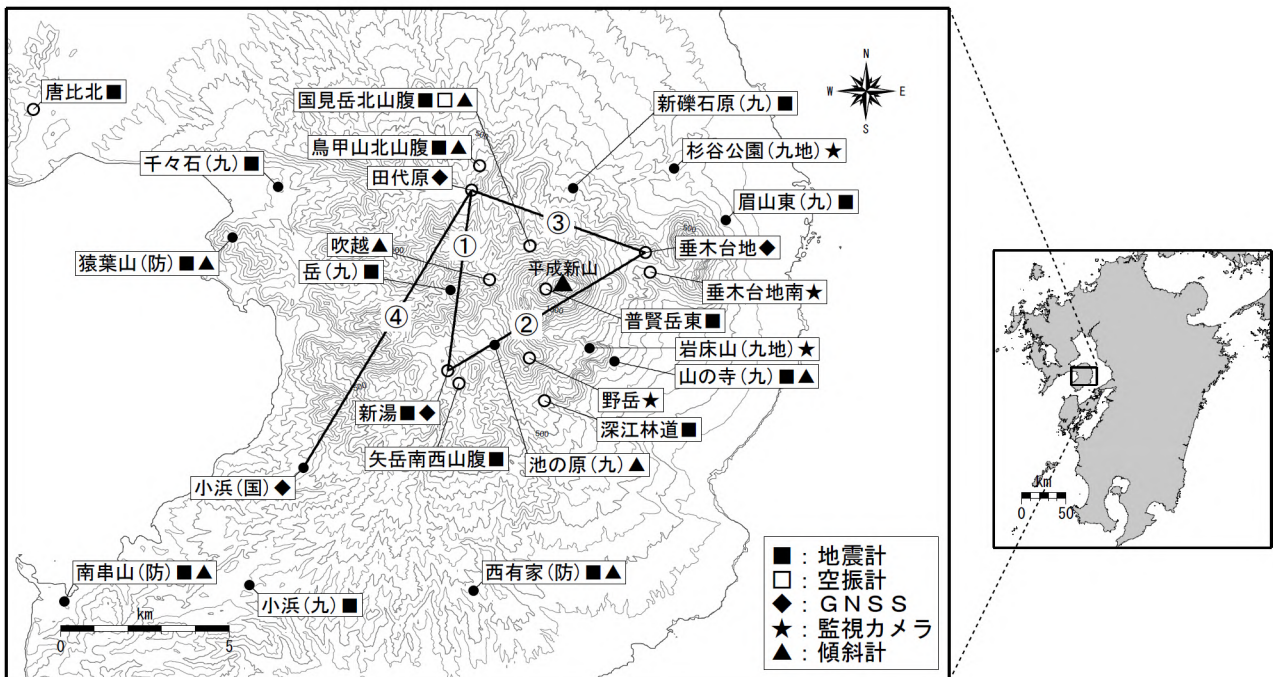 唐比北■
国見岳北山腹■□▲
新礫石原(九)■
N
W E
S
鳥甲山北山腹■▲
杉谷公園(九地)★
千々石(九)■
田代原◆
500
眉山東(九)■
③
500
①
吹越▲
垂木台地◆
猿葉山(防)■▲
500
岳(九)■
平成新山
垂木台地南★
④
②
1000
普賢岳東■
岩床山(九地)★
山の寺(九)■▲
500
野岳★
新湯■◆
深江林道■
500
矢岳南西山腹■
池の原(九)▲
小浜(国)◆
km
0 50
南串山(防)■▲
西有家(防)■▲
小浜(九)■
km
0 5
■:地震計
□:空振計
◆:GNSS
★:監視カメラ
▲:傾斜計